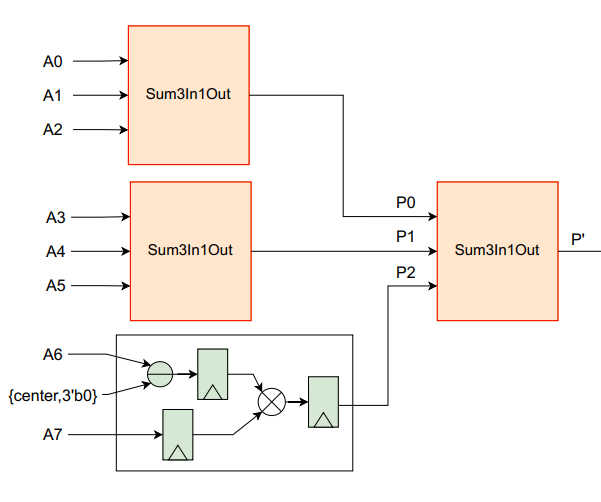 A0
A1
A2
Sum3In1Out
A3
A4
A5
Sum3In1Out
P0
P1
P2
Sum3In1Out
P'
A6
{center,3'b0}
A7